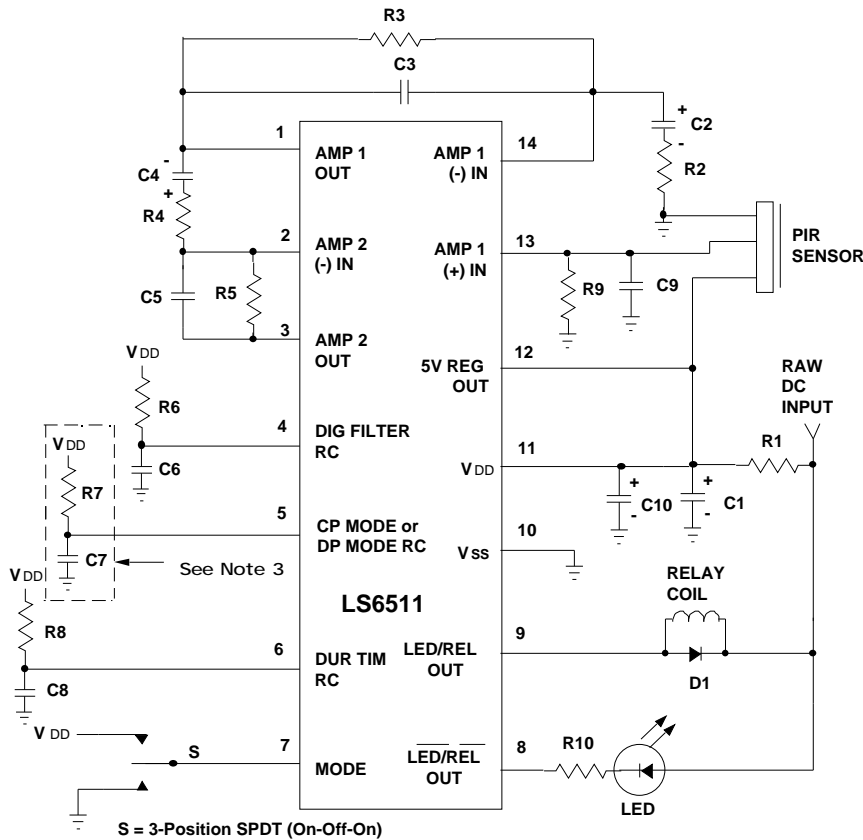 R3
C3
+
C2
-
R2
1
AMP 1
OUT
AMP 1
(-) IN
14
-
C4
+
R4
2
AMP 2
(-) IN
AMP 1
(+) IN
13
PIR
SENSOR
C5
R5
R9
C9
3
AMP 2
OUT
5V REG
OUT
12
RAW
DC
INPUT
VDD
R6
4
DIG FILTER
RC
VDD
11
R1
C6
+
C10
-
+
C1
-
VDD
R7
5
CP MODE or
DP MODE RC
VSS
10
C7
See Note 3
LS6511
RELAY
COIL
VDD
R8
6
DUR TIM
RC
LED/REL
OUT
9
D1
C8
VDD
S
7
MODE
LED/REL
OUT
8
R10
LED
S = 3-Position SPDT (On-Off-On)